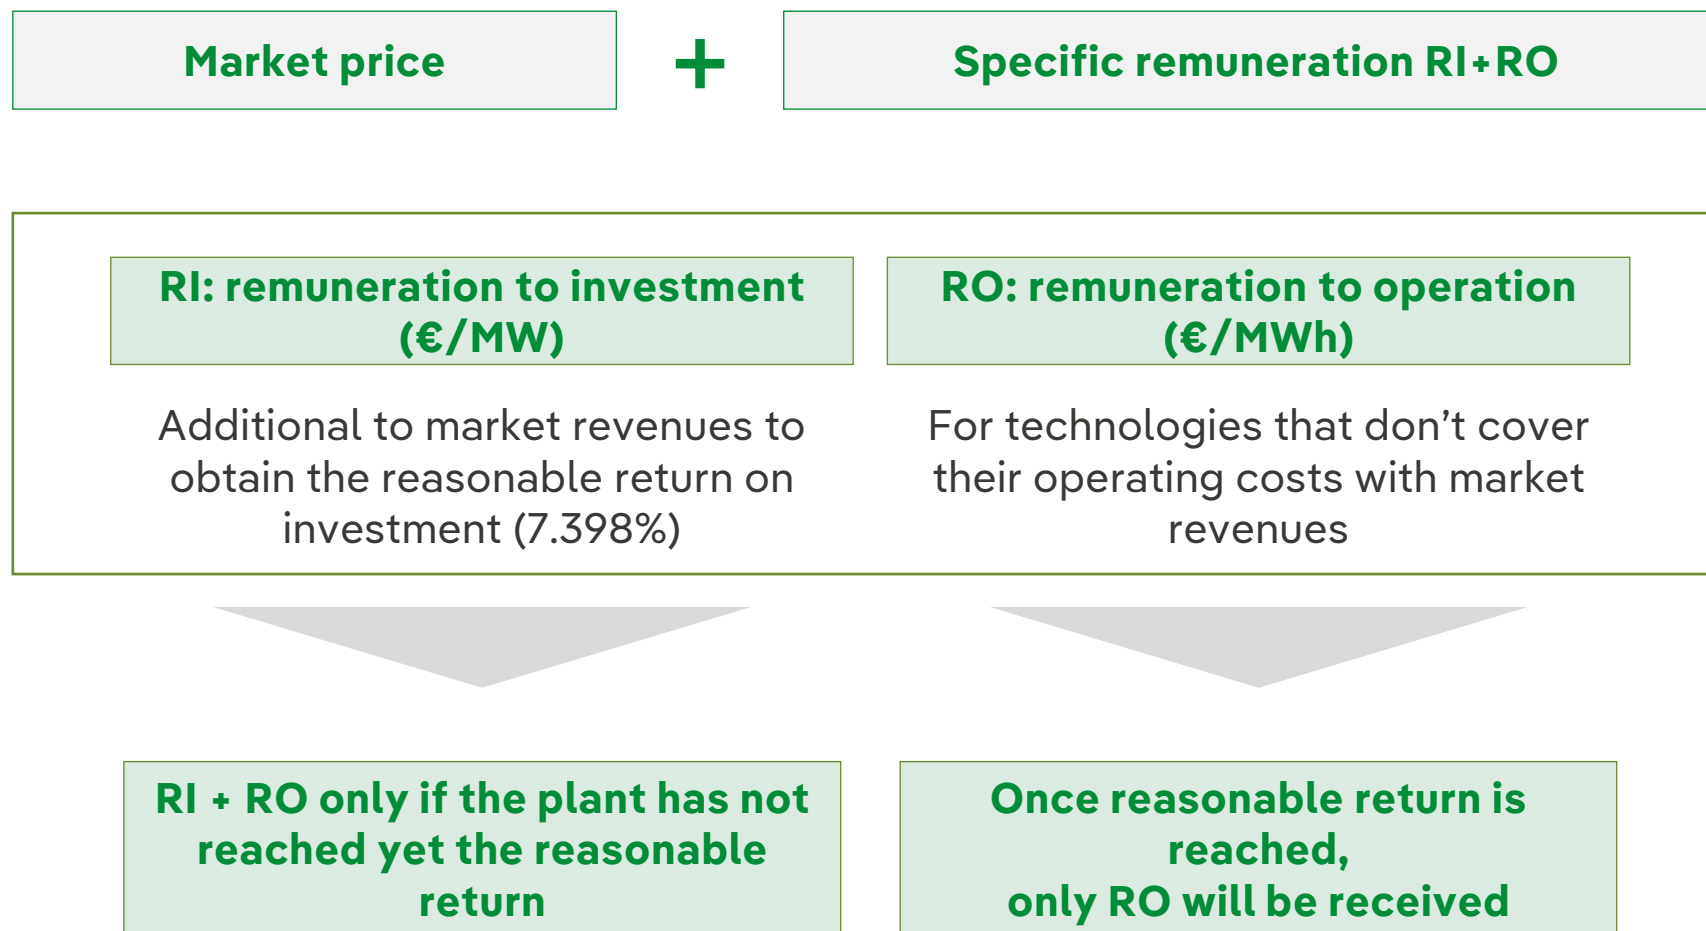 Market price
+
Specific remuneration RI+RO
RI: remuneration to investment
(€/MW)
Additional to market revenues to
obtain the reasonable return on
investment (7.398%)
RO: remuneration to operation
(€/MWh)
For technologies that don’t cover
their operating costs with market
revenues
RI + RO only if the plant has not
reached yet the reasonable
return
Once reasonable return is
reached,
only RO will be received